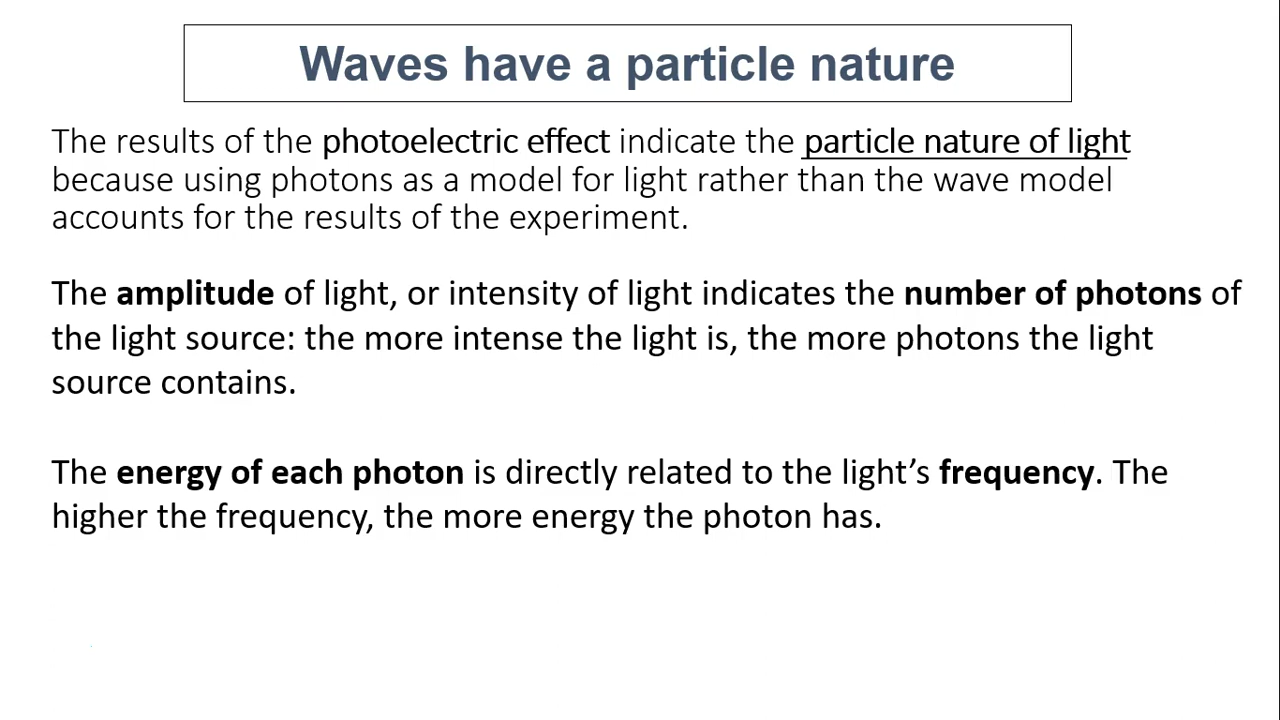 Waves have a particle nature
The results of the photoelectric effect indicate the particle nature of light
because using photons as a model for light rather than the wave model
accounts for the results of the experiment.
The amplitude of light, or intensity of light indicates the number of photons of
the light source: the more intense the light is, the more photons the light
source contains.
The energy of each photon is directly related to the light’s frequency. The
higher the frequency, the more energy the photon has.